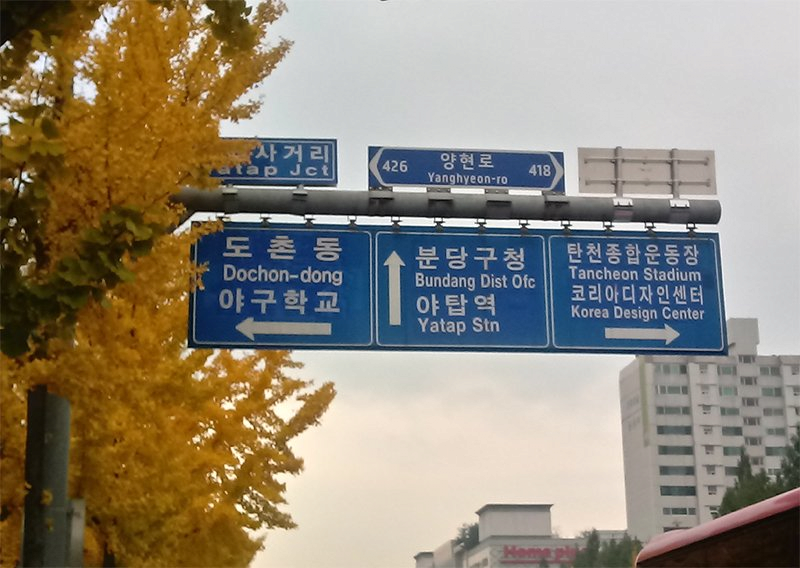 사거리
Yatap Jct
426
양현로
Yanghyeon-ro
418
도촌동
Dochon-dong
야구학교
분당구청
Bundang Dist Ofc
야탑역
Yatap Stn
탄천종합운동장
Tancheon Stadium
코리아디자인센터
Korea Design Center
Home